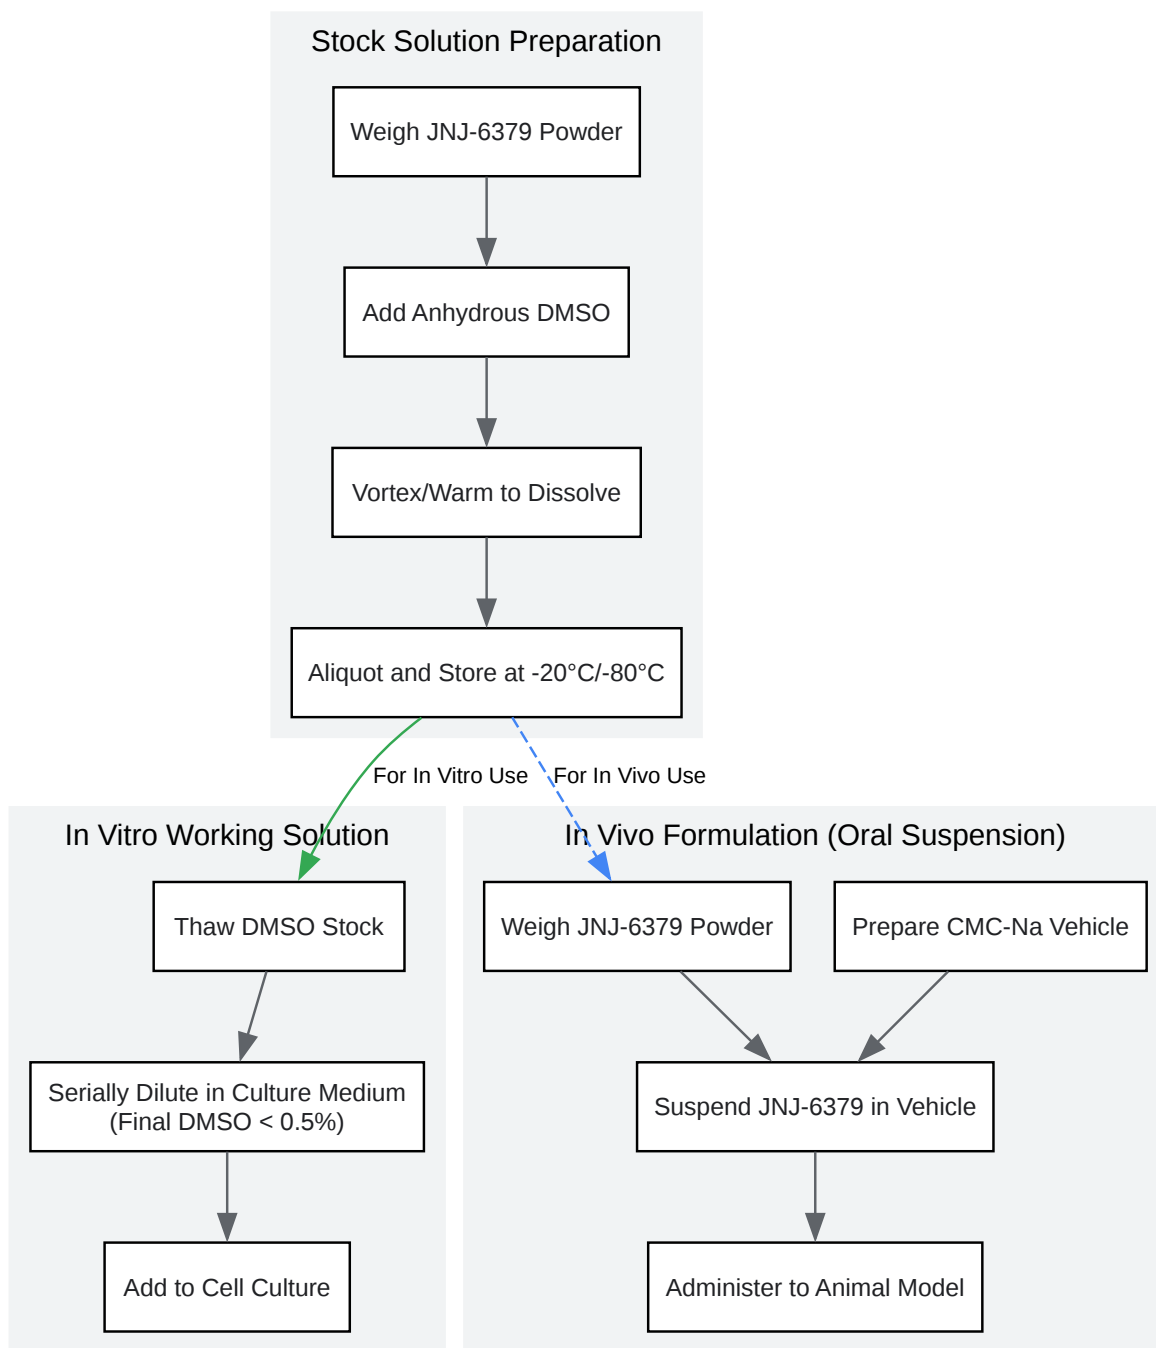 Stock Solution Preparation
Weigh JNJ-6379 Powder
Add Anhydrous DMSO
Vortex/Warm to Dissolve
Aliquot and Store at -20°C/-80°C
For In Vitro Use
For In Vivo Use
In Vitro Working Solution
Thaw DMSO Stock
Serially Dilute in Culture Medium
(Final DMSO < 0.5%)
Add to Cell Culture
In Vivo Formulation (Oral Suspension)
Weigh JNJ-6379 Powder
Prepare CMC-Na Vehicle
Suspend JNJ-6379 in Vehicle
Administer to Animal Model